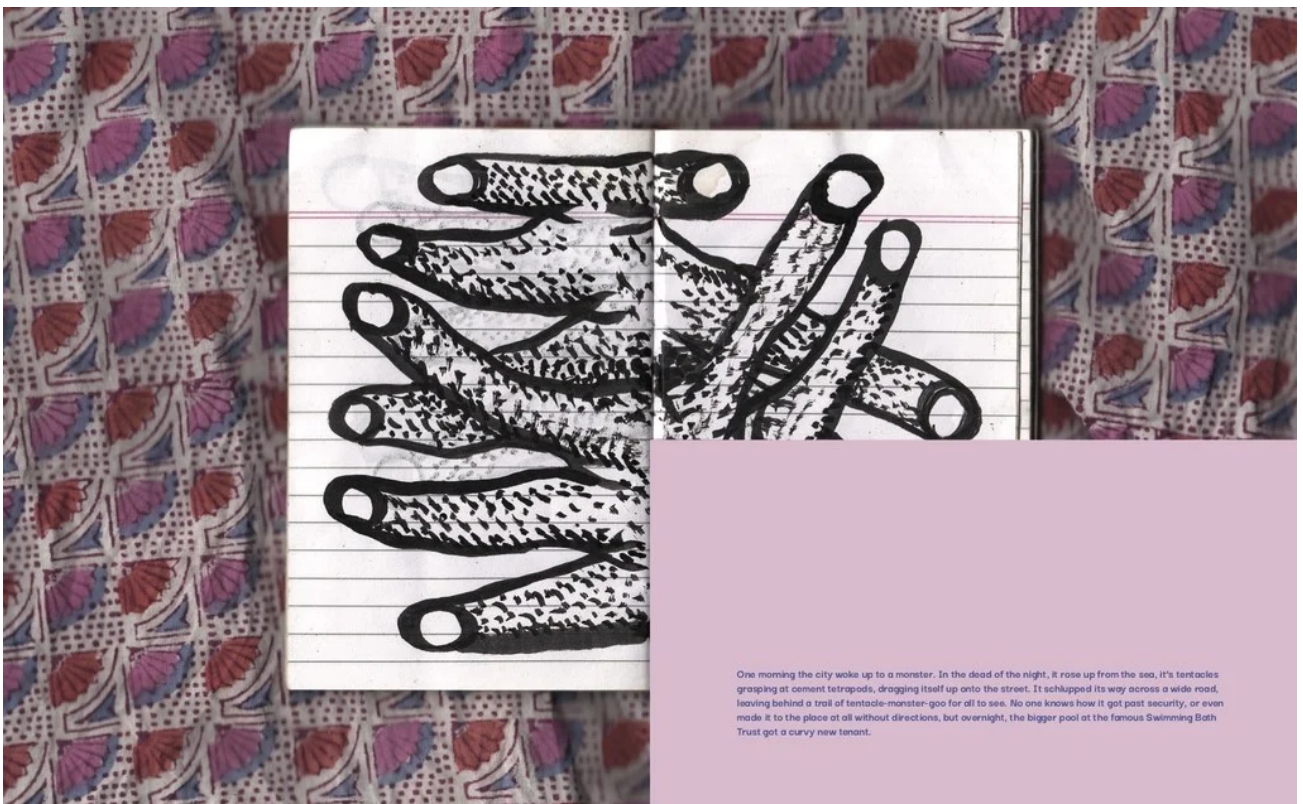 One morning the city woke up to a monster. In the dead of the night, it rose up from the sea, it's tentacles
grasping at cement tetrapods, dragging itself up onto the street. It schlupped its way across a wide road,
leaving behind a trail of tentacle-monster-goo for all to see. No one knows how it got past security, or even
made it to the place at all without directions, but overnight, the bigger pool at the famous Swimming Bath
Trust got a curvy new tenant.